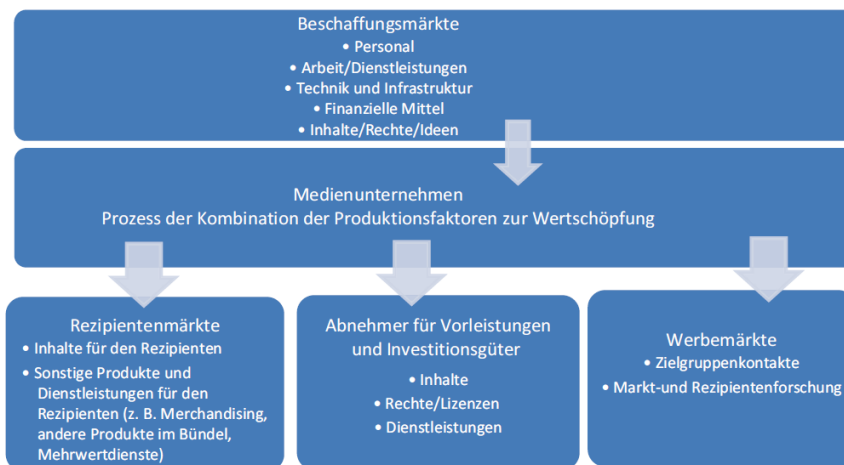 Beschaffungsmärkte
• Personal
• Arbeit/Dienstleistungen
• Technik und Infrastruktur
• Finanzielle Mittel
• Inhalte/Rechte/Ideen
Medienunternehmen
Prozess der Kombination der Produktionsfaktoren zur Wertschöpfung
Rezipientenmärkte
• Inhalte für den Rezipienten
• Sonstige Produkte und
Dienstleistungen für den
Rezipienten (z. B. Merchandising,
andere Produkte im Bündel,
Mehrwertdienste)
Abnehmer für Vorleistungen
und Investitionsgüter
• Inhalte
• Rechte/Lizenzen
• Dienstleistungen
Werbemärkte
• Zielgruppenkontakte
• Markt-und Rezipientenforschung